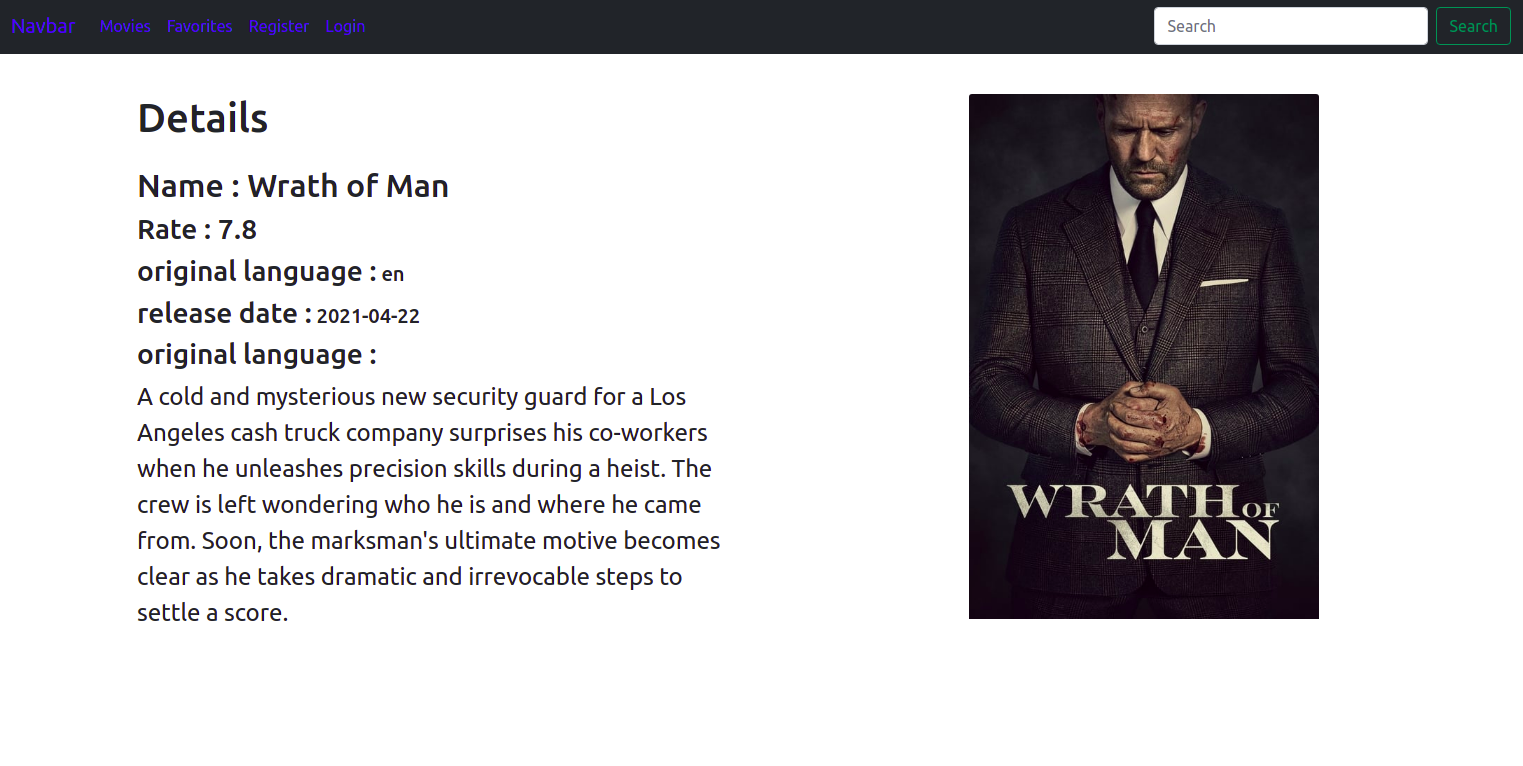 Navbar Movies Favorites Register Login Search Search
Details
Name : Wrath of Man
Rate : 7.8
original language : en
release date : 2021-04-22
original language :
A cold and mysterious new security guard for a Los
Angeles cash truck company surprises his co-workers
when he unleashes precision skills during a heist. The
crew is left wondering who he is and where he came
from. Soon, the marksman's ultimate motive becomes
clear as he takes dramatic and irrevocable steps to
settle a score.
WRATH OF
MAN